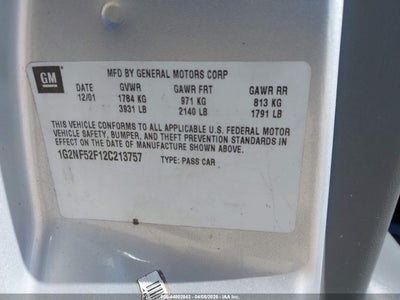 GM
MFD BY GENERAL MOTORS CORP
DATE GVWR GAWR FRT GAWR RR
12/01 1784 KG 971 KG 813 KG
3931 LB 2140 LB 1791 LB
THIS VEHICLE CONFORMS TO ALL APPLICABLE U.S. FEDERAL MOTOR
VEHICLE SAFETY, BUMPER, AND THEFT PREVENTION STANDARDS IN
EFFECT ON THE DATE OF MANUFACTURE SHOWN ABOVE.
1G2NF52F12C213757 TYPE: PASS CAR